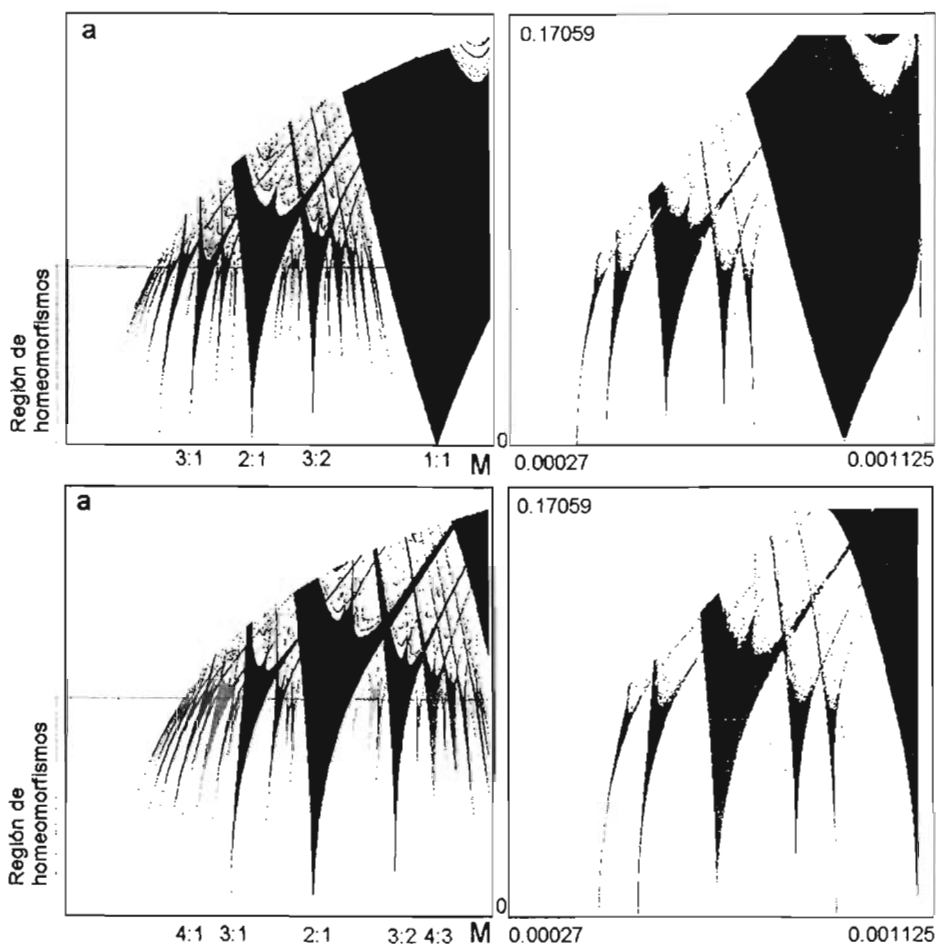 a
0.17059
Región de
homeomorfismos
3:1 2:1 3:2 1:1 M
0
0.00027 0.001125
a
0.17059
Región de
homeomorfismos
4:1 3:1 2:1 3:2 4:3 M
0
0.00027 0.001125